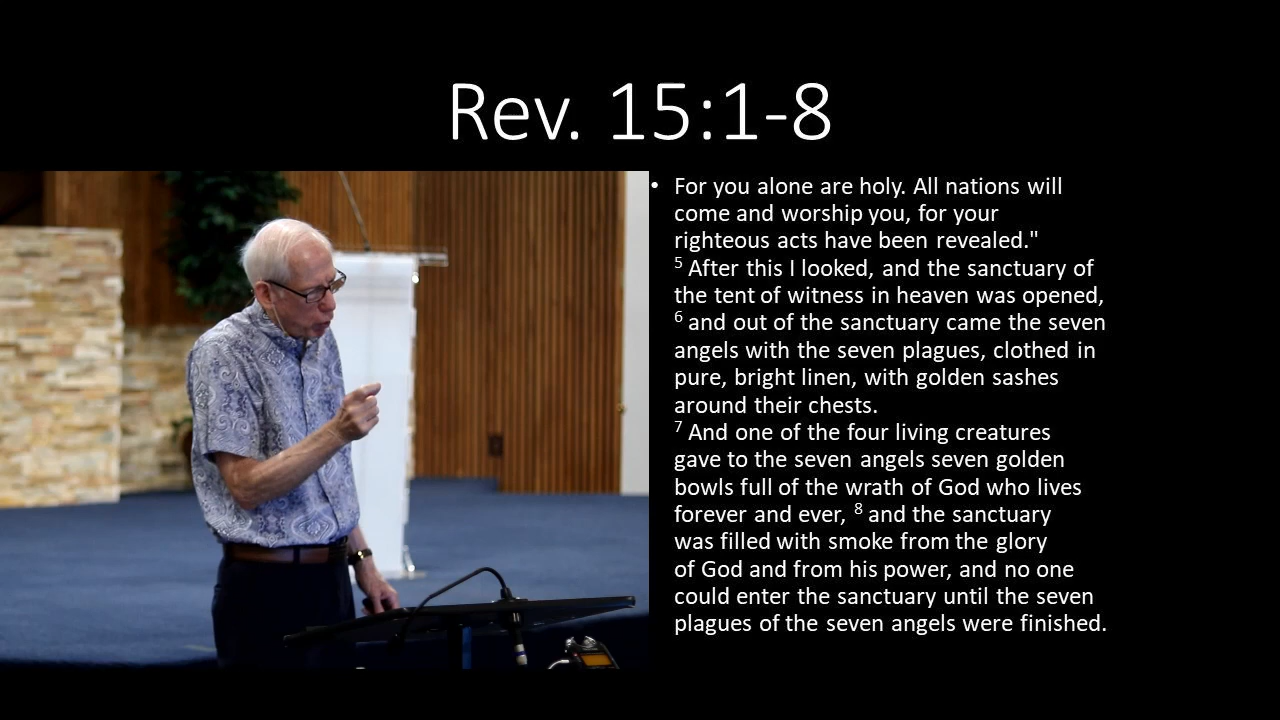 Rev. 15:1-8
• For you alone are holy. All nations will
come and worship you, for your
righteous acts have been revealed."
5 After this I looked, and the sanctuary of
the tent of witness in heaven was opened,
6 and out of the sanctuary came the seven
angels with the seven plagues, clothed in
pure, bright linen, with golden sashes
around their chests.
7 And one of the four living creatures
gave to the seven angels seven golden
bowls full of the wrath of God who lives
forever and ever, 8 and the sanctuary
was filled with smoke from the glory
of God and from his power, and no one
could enter the sanctuary until the seven
plagues of the seven angels were finished.